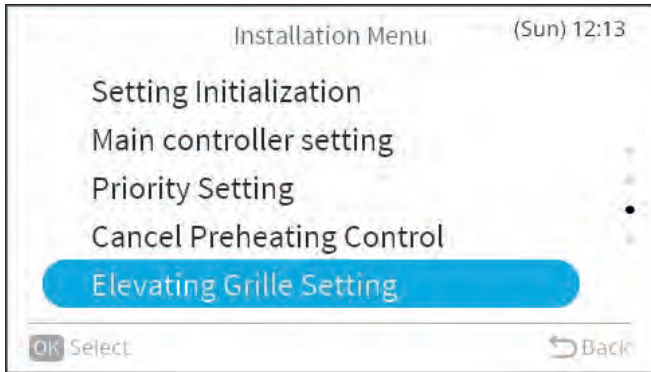 Installation Menu (Sun) 12:13
Setting Initialization
Main controller setting
Priority Setting
Cancel Preheating Control
Elevating Grille Setting
OK Select Back